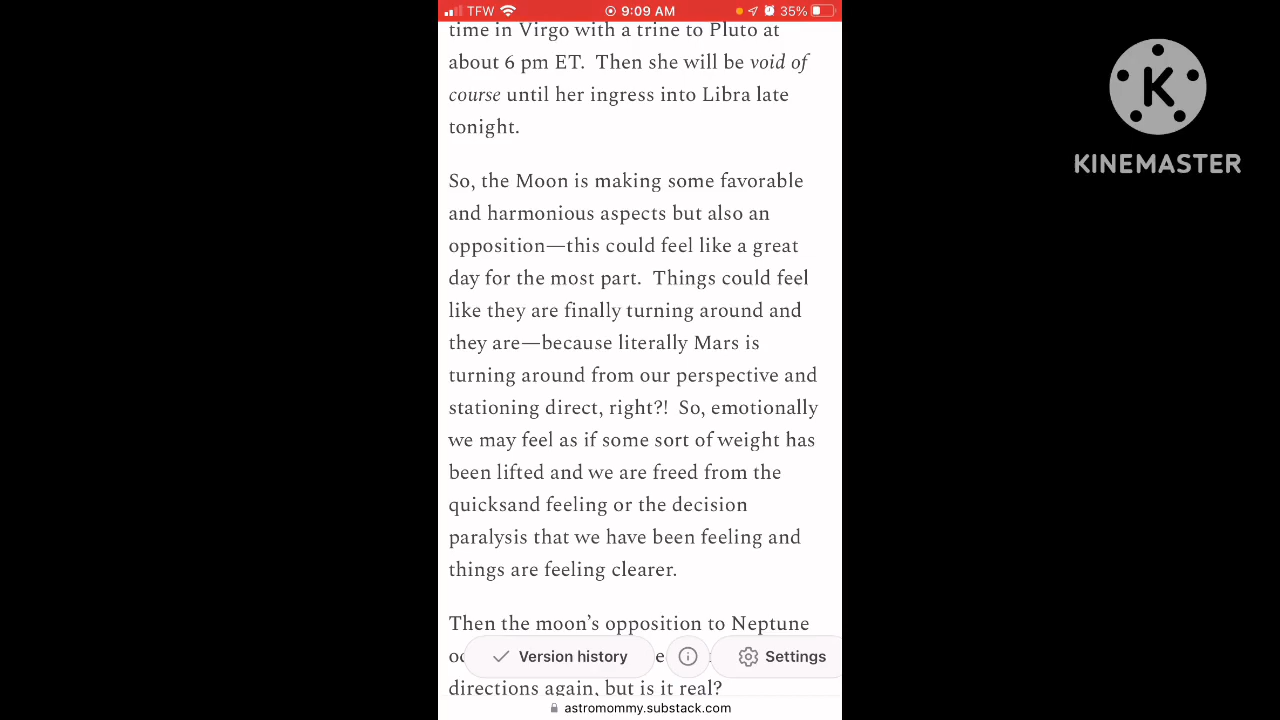 TFW 9:09 AM 35%
time in Virgo with a trine to Pluto at
about 6 pm ET.  Then she will be void of
course until her ingress into Libra late
tonight.
So, the Moon is making some favorable
and harmonious aspects but also an
opposition—this could feel like a great
day for the most part.  Things could feel
like they are finally turning around and
they are—because literally Mars is
turning around from our perspective and
stationing direct, right?!  So, emotionally
we may feel as if some sort of weight has
been lifted and we are freed from the
quicksand feeling or the decision
paralysis that we have been feeling and
things are feeling clearer.
Then the moon's opposition to Neptune
Version history Settings
directions again, but is it real?
astromommy.substack.com
K
KINEMASTER